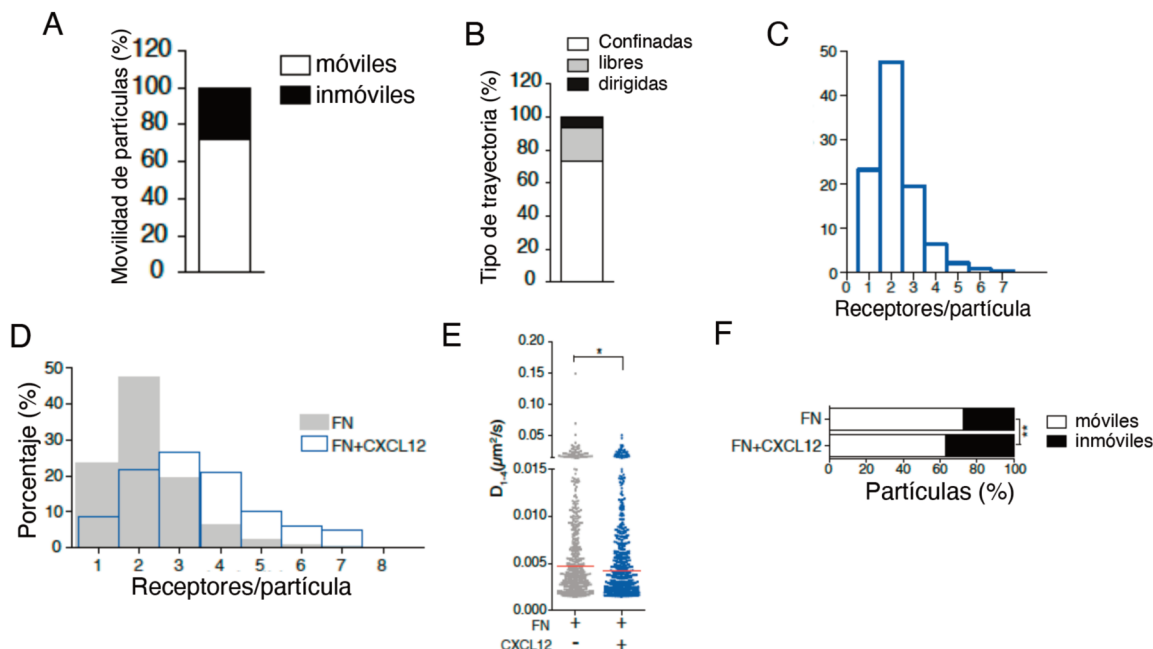 A
Movilidad de partículas (%)
120
100
80
60
40
20
0
móviles
inmóviles
B
Tipo de trayectoria (%)
Confinadas
libres
dirigidas
120
100
80
60
40
20
0
C
50
40
30
20
10
0
0 1 2 3 4 5 6 7
Receptores/partícula
D
Porcentaje (%)
50
40
30
20
10
0
FN
FN+CXCL12
1 2 3 4 5 6 7 8
Receptores/partícula
E
D1-4(μm²/s)
0.20
0.15
0.10
0.05
0.015
0.010
0.005
0.000
*
FN + +
CXCL12 - +
F
FN
FN+CXCL12
**
móviles
inmóviles
0 20 40 60 80 100
Partículas (%)